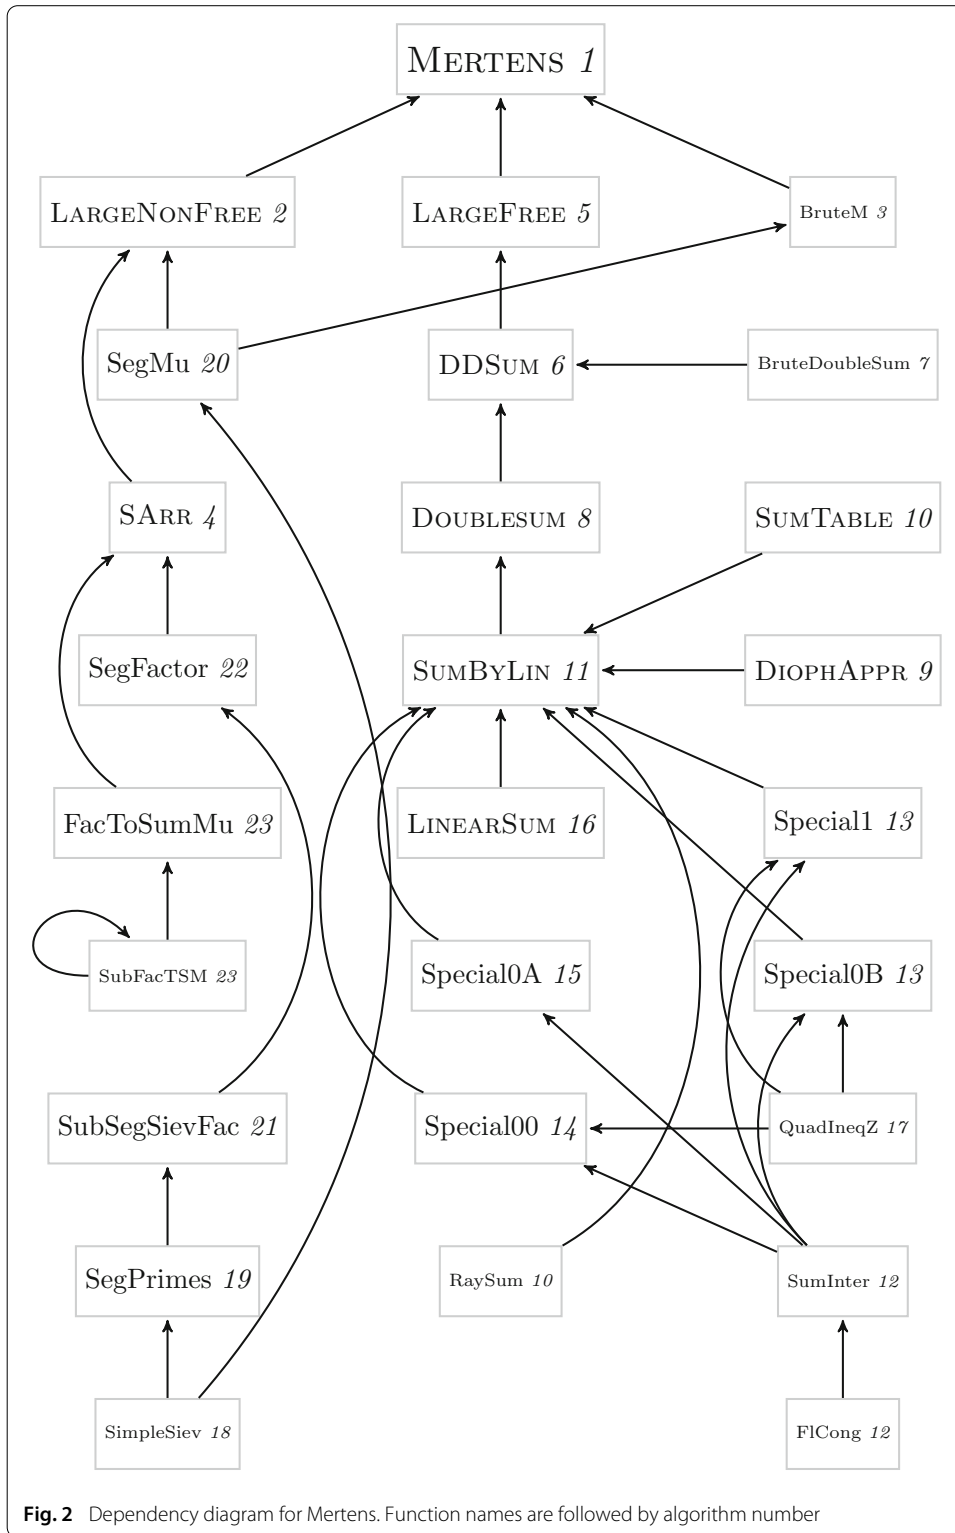 MERTENS 1
LARGENONFREE 2
LARGEFREE 5
BruteM 3
SegMu 20
DDSUM 6
BruteDoubleSum 7
SARR 4
DOUBLESUM 8
SUMTABLE 10
SegFactor 22
SUMBYLIN 11
DIOPHAPPR 9
FacToSumMu 23
LINEARSUM 16
Special1 13
SubFacTSM 23
Special0A 15
Special0B 13
SubSegSievFac 21
Special00 14
QuadIneqZ 17
SegPrimes 19
RaySum 10
SumInter 12
SimpleSiev 18
FlCong 12
Fig. 2 Dependency diagram for Mertens. Function names are followed by algorithm number